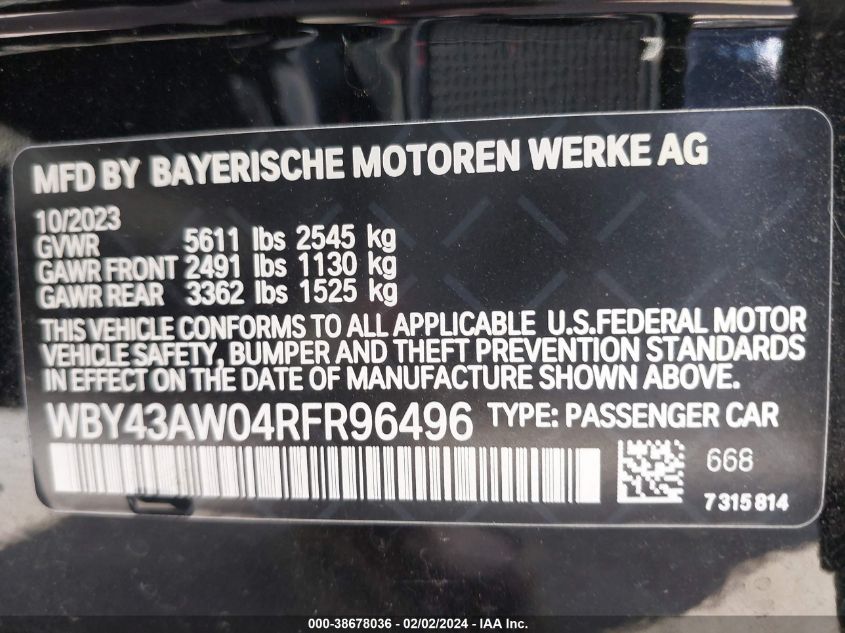 MFD BY BAYERISCHE MOTOREN WERKE AG
10/2023
GVWR 5611 lbs 2545 kg
GAWR FRONT 2491 lbs 1130 kg
GAWR REAR 3362 lbs 1525 kg
THIS VEHICLE CONFORMS TO ALL APPLICABLE U.S.FEDERAL MOTOR
VEHICLE SAFETY, BUMPER AND THEFT PREVENTION STANDARDS
IN EFFECT ON THE DATE OF MANUFACTURE SHOWN ABOVE.
WBY43AW04RFR96496 TYPE: PASSENGER CAR
668
7315814
000-38678036 - 02/02/2024 - IAA Inc.